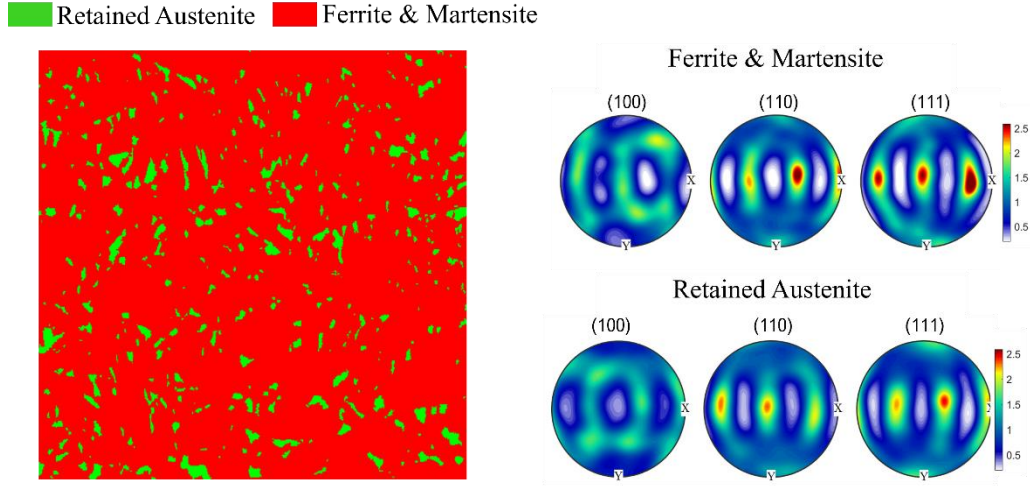 Retained Austenite Ferrite & Martensite
Ferrite & Martensite
(100) (110) (111)
X X X
Y Y Y
2.5
2
1.5
1
0.5
Retained Austenite
(100) (110) (111)
X X X
Y Y Y
2.5
2
1.5
1
0.5